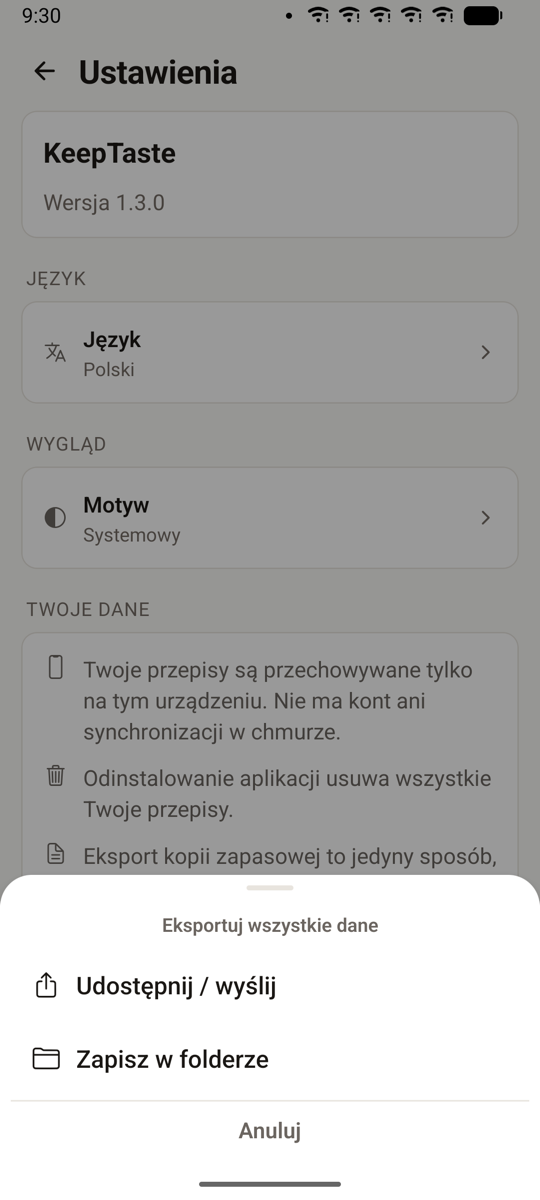 9:30
Ustawienia
KeepTaste
Wersja 1.3.0
JĘZYK
Język
Polski
WYGLĄD
Motyw
Systemowy
TWOJE DANE
Twoje przepisy są przechowywane tylko
na tym urządzeniu. Nie ma kont ani
synchronizacji w chmurze.
Odinstalowanie aplikacji usuwa wszystkie
Twoje przepisy.
Eksport kopii zapasowej to jedyny sposób,
Eksportuj wszystkie dane
Udostępnij / wyślij
Zapisz w folderze
Anuluj